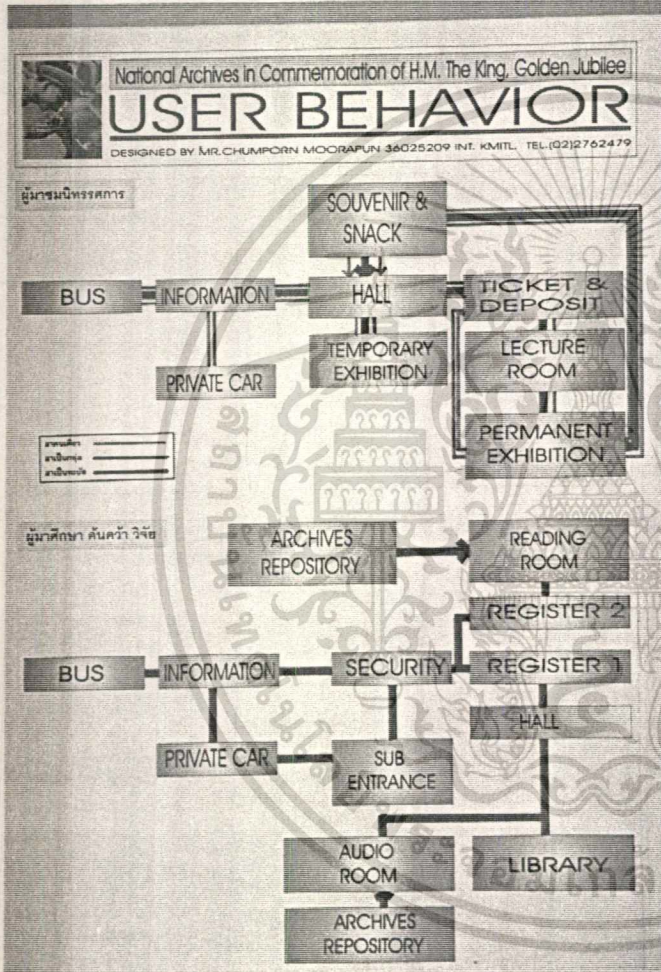 National Archives in Commemoration of H.M. The King, Golden Jubilee
USER BEHAVIOR
DESIGNED BY MR.CHUMPORN MOORAPUN 36025209 INT. KMITL. TEL.(02)2762479
ผู้มาชมนิทรรศการ
SOUVENIR &
SNACK
BUS
INFORMATION
HALL
TICKET &
DEPOSIT
PRIVATE CAR
TEMPORARY
EXHIBITION
LECTURE
ROOM
PERMANENT
EXHIBITION
ผู้มาศึกษา ค้นคว้า วิจัย
ARCHIVES
REPOSITORY
READING
ROOM
REGISTER 2
BUS
INFORMATION
SECURITY
REGISTER 1
HALL
PRIVATE CAR
SUB
ENTRANCE
AUDIO
ROOM
LIBRARY
ARCHIVES
REPOSITORY